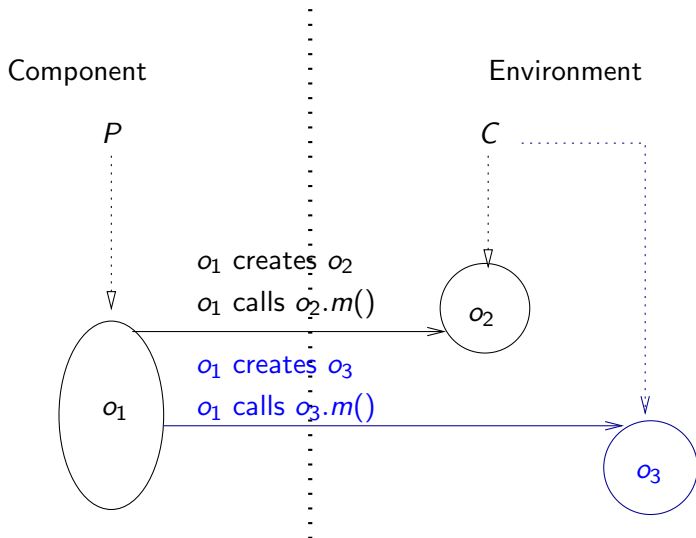 Component Environment
P C
o₁ creates o₂
o₁ calls o₂.m()
o₂
o₁ creates o₃
o₁ calls o₃.m()
o₁
o₃